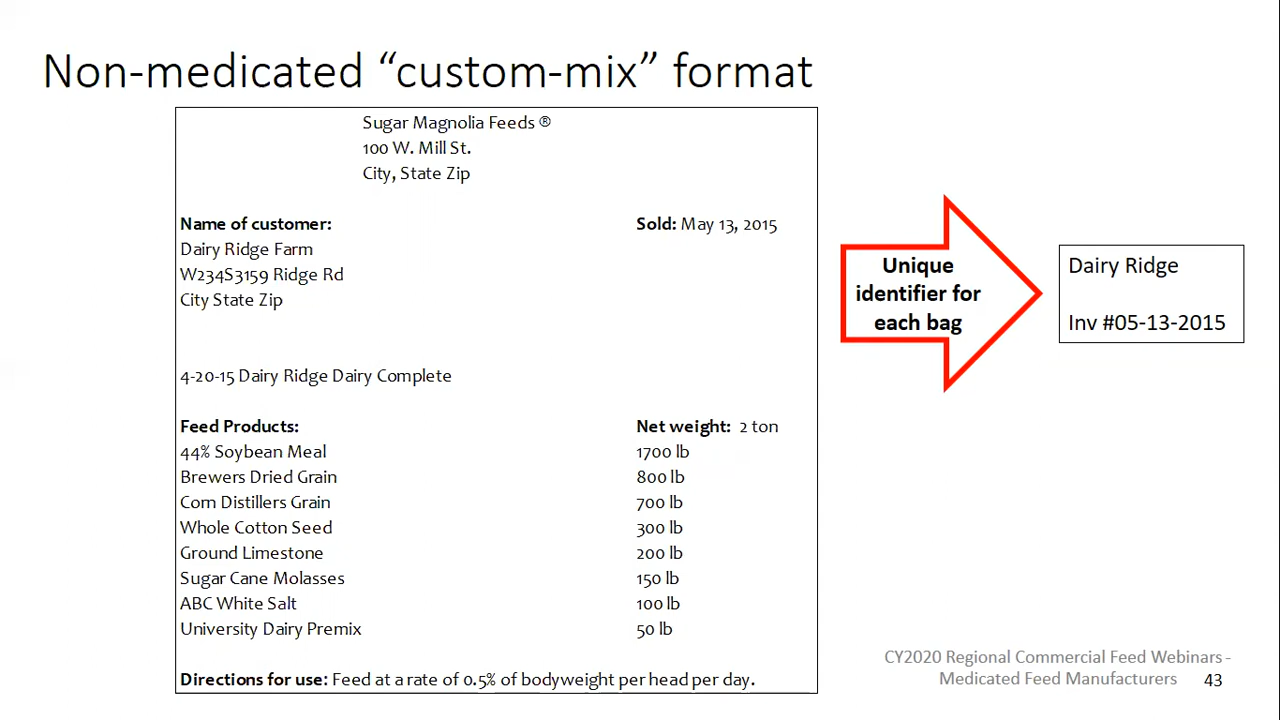 Non-medicated “custom-mix” format
Sugar Magnolia Feeds ®
100 W. Mill St.
City, State Zip
Name of customer: Sold: May 13, 2015
Dairy Ridge Farm
W234S3159 Ridge Rd
City State Zip
4-20-15 Dairy Ridge Dairy Complete
Feed Products: Net weight: 2 ton
44% Soybean Meal 1700 lb
Brewers Dried Grain 800 lb
Corn Distillers Grain 700 lb
Whole Cotton Seed 300 lb
Ground Limestone 200 lb
Sugar Cane Molasses 150 lb
ABC White Salt 100 lb
University Dairy Premix 50 lb
Directions for use: Feed at a rate of 0.5% of bodyweight per head per day.
Unique
identifier for
each bag
Dairy Ridge
Inv #05-13-2015
CY2020 Regional Commercial Feed Webinars -
Medicated Feed Manufacturers 43